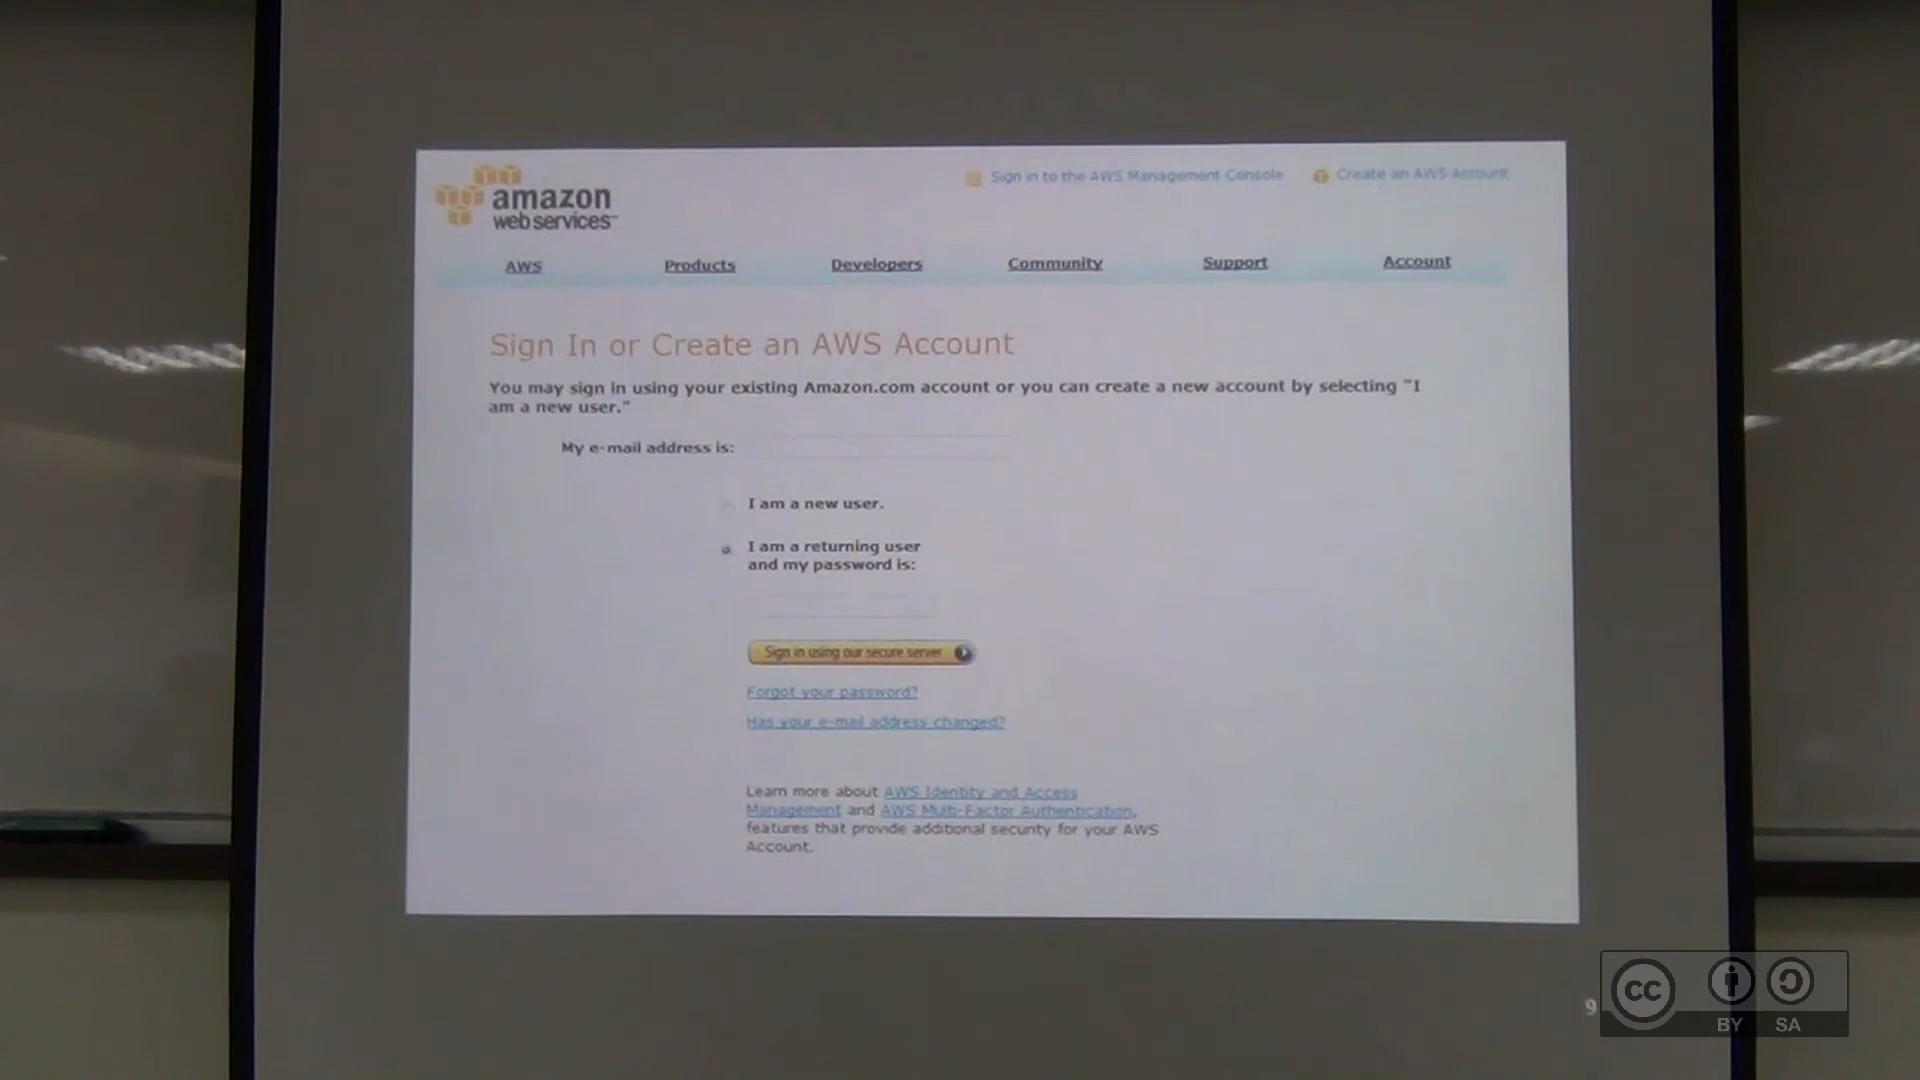 amazon
web services™
Sign in to the AWS Management Console
Create an AWS Account
AWS
Products
Developers
Community
Support
Account
Sign In or Create an AWS Account
You may sign in using your existing Amazon.com account or you can create a new account by selecting "I
am a new user."
My e-mail address is:
I am a new user.
I am a returning user
and my password is:
Sign in using our secure server
Forgot your password?
Has your e-mail address changed?
Learn more about AWS Identity and Access
Management and AWS Multi-Factor Authentication,
features that provide additional security for your AWS
Account.
9
CC
BY SA